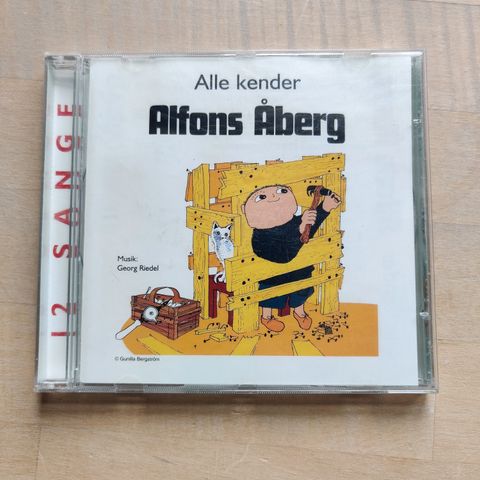 Alle kender
Alfons Åberg
Musik:
Georg Riedel
© Gunilla Bergström
12 SANGE